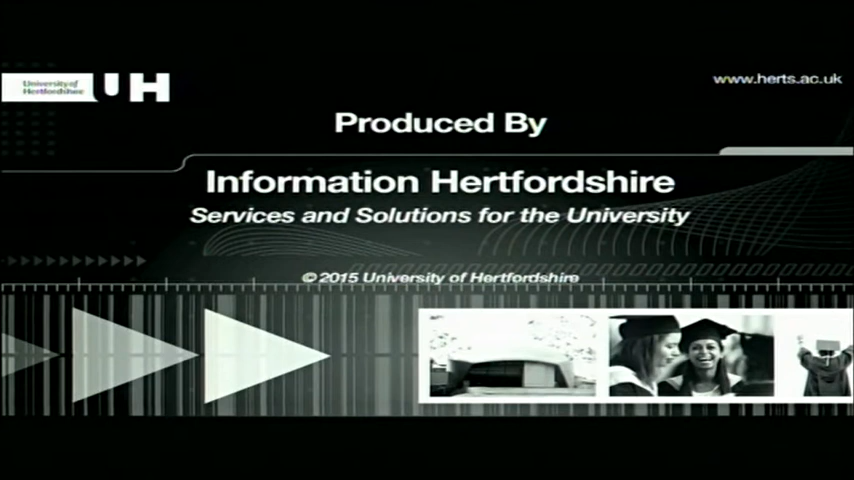 University of
Hertfordshire
UH
www.herts.ac.uk
Produced By
Information Hertfordshire
Services and Solutions for the University
© 2015 University of Hertfordshire